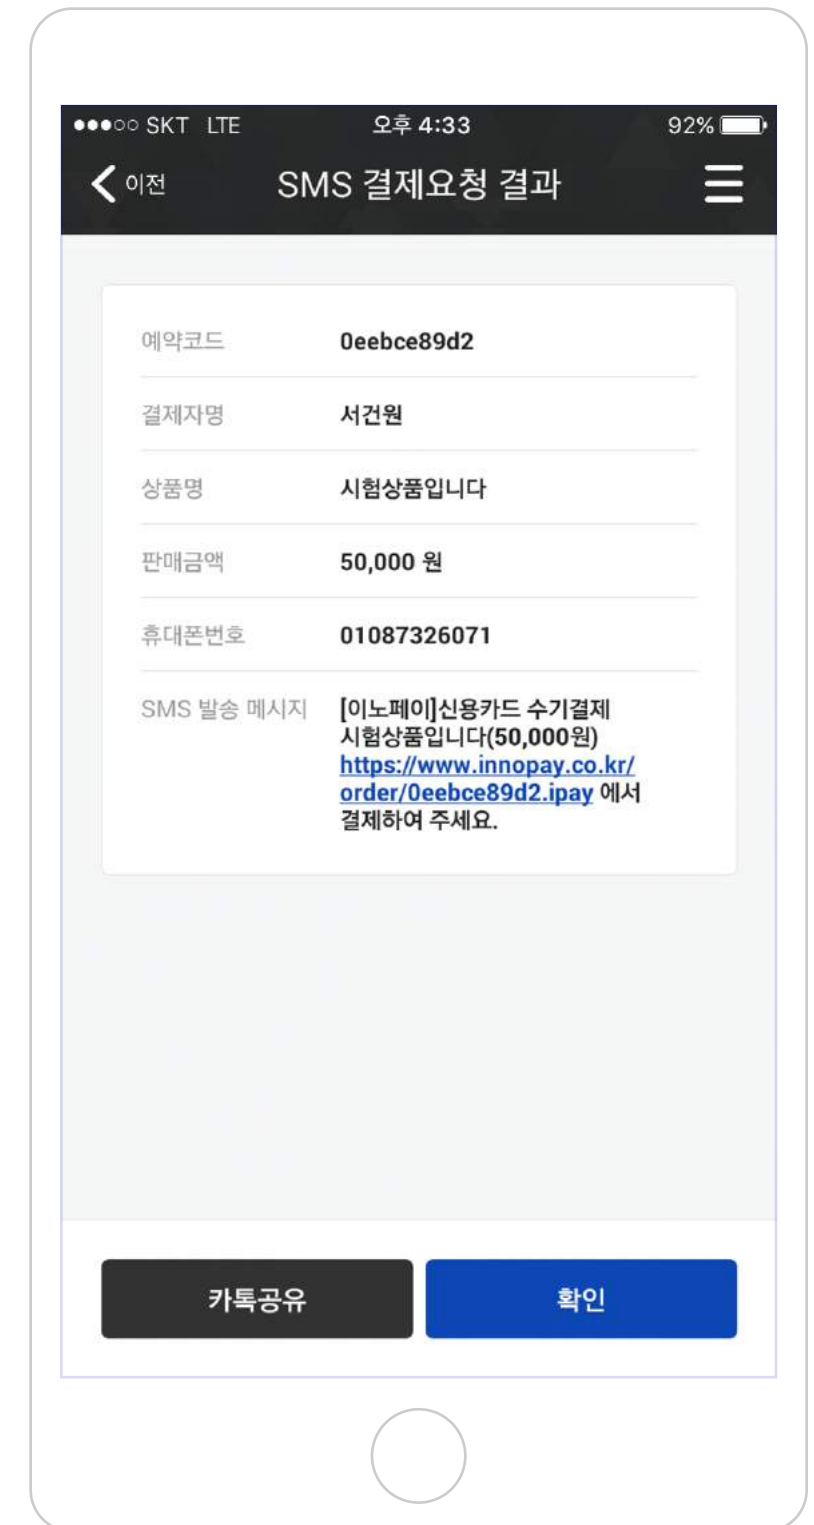 SKT LTE 오후 4:33 92%
이전 SMS 결제요청 결과
예약코드 0eebce89d2
결제자명 서건원
상품명 시험상품입니다
판매금액 50,000 원
휴대폰번호 01087326071
SMS 발송 메시지 [이노페이]신용카드 수기결제
시험상품입니다(50,000원)
https://www.innopay.co.kr/
order/0eebce89d2.ipay 에서
결제하여 주세요.
카톡공유 확인